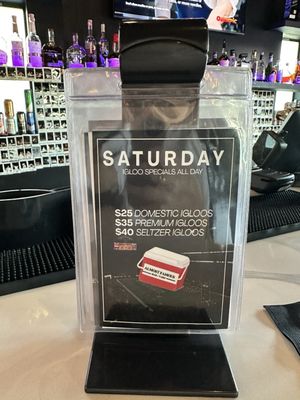 SATURDAY
IGLOO SPECIALS ALL DAY
$25 DOMESTIC IGLOOS
$35 PREMIUM IGLOOS
$40 SELTZER IGLOOS